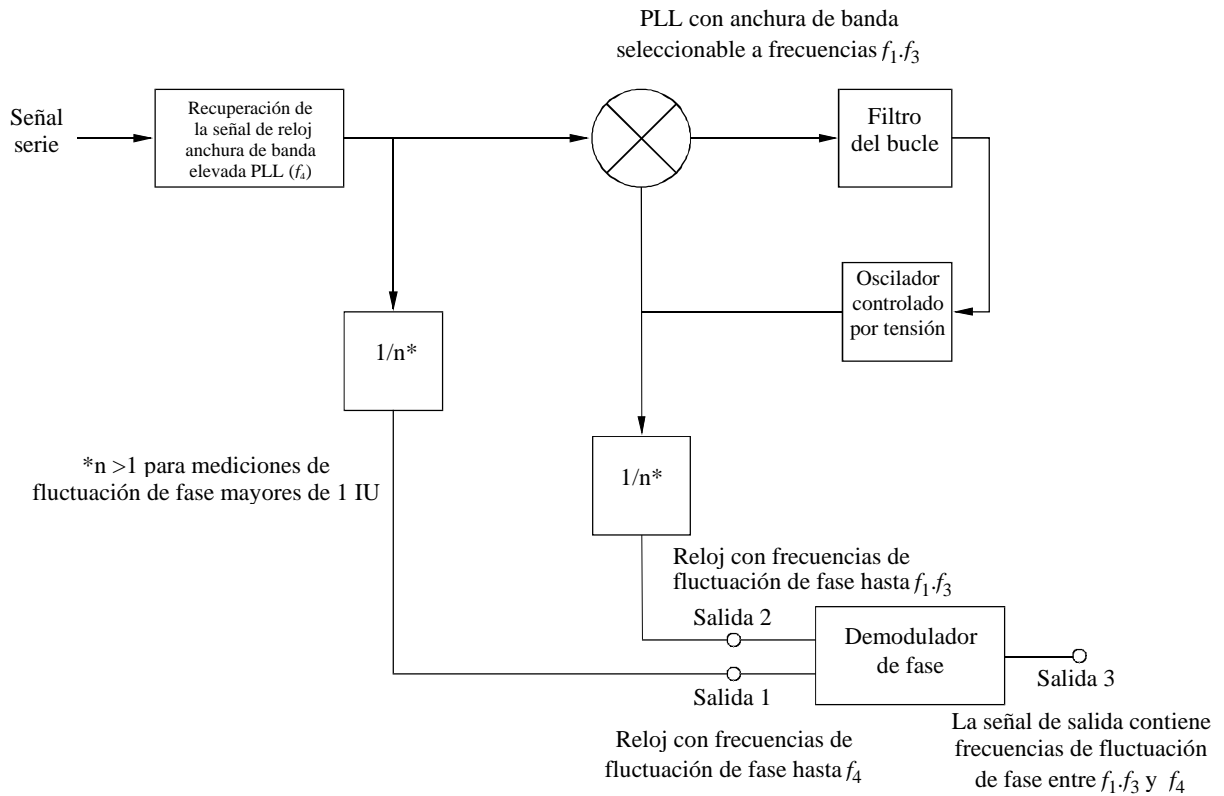 PLL con anchura de banda
seleccionable a frecuencias f1.f3
Señal
serie
Recuperación de
la señal de reloj
anchura de banda
elevada PLL (f4)
Filtro
del bucle
Oscilador
controlado
por tensión
1/n*
1/n*
*n >1 para mediciones de
fluctuación de fase mayores de 1 IU
Reloj con frecuencias de
fluctuación de fase hasta f1.f3
Salida 2
Demodulador
de fase
Salida 1
Salida 3
Reloj con frecuencias de
fluctuación de fase hasta f4
La señal de salida contiene
frecuencias de fluctuación
de fase entre f1.f3 y f4